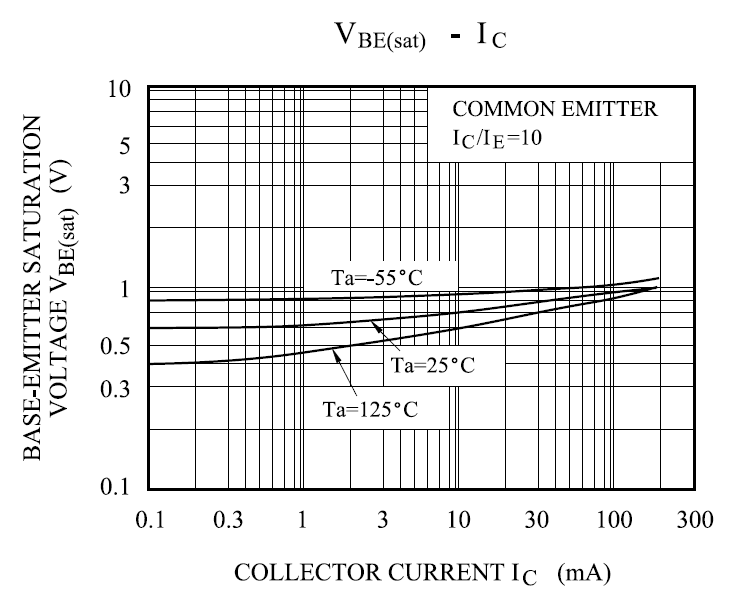 VBE(sat) - IC
COMMON EMITTER
IC/IE=10
BASE-EMITTER SATURATION
VOLTAGE VBE(sat) (V)
10
5
3
1
0.5
0.3
0.1
Ta=-55°C
Ta=25°C
Ta=125°C
0.1 0.3 1 3 10 30 100 300
COLLECTOR CURRENT IC (mA)